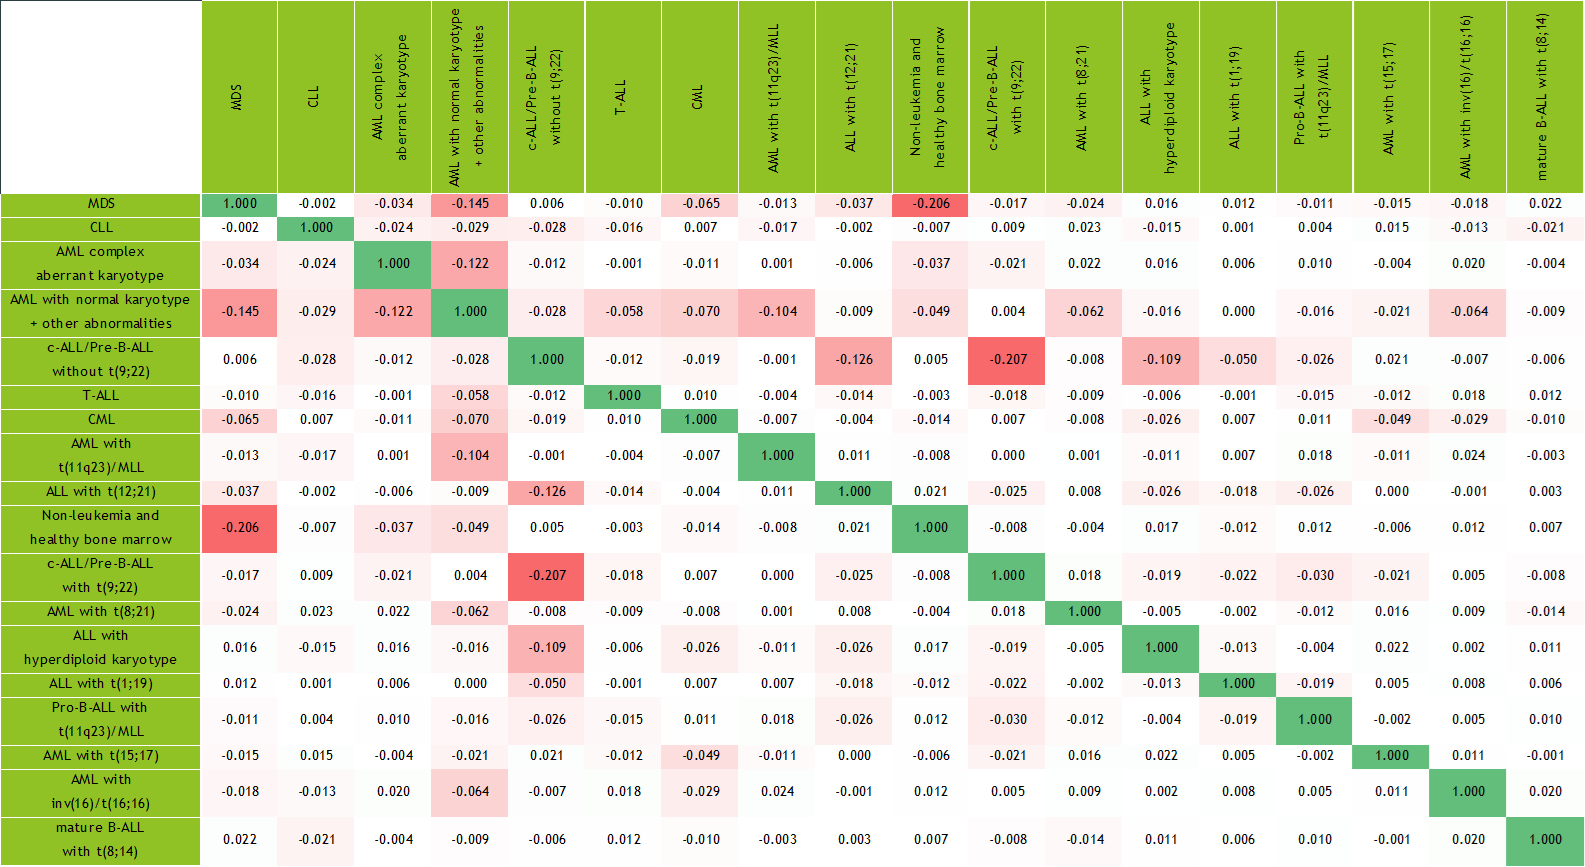 MDS
CLL
AML complex
aberrant karyotype
AML with normal karyotype
+ other abnormalities
c-ALL/Pre-B-ALL
without t(9;22)
T-ALL
CML
AML with t(11q23)/MLL
ALL with t(12;21)
Non-leukemia and
healthy bone marrow
c-ALL/Pre-B-ALL
with t(9;22)
AML with t(8;21)
ALL with
hyperdiploid karyotype
ALL with t(1;19)
Pro-B-ALL with
t(11q23)/MLL
AML with t(15;17)
AML with inv(16)/t(16;16)
mature B-ALL with t(8;14)
MDS 1.000 -0.002 -0.034 -0.145 0.006 -0.010 -0.065 -0.013 -0.037 -0.206 -0.017 -0.024 0.016 0.012 -0.011 -0.015 -0.018 0.022
CLL -0.002 1.000 -0.024 -0.029 -0.028 -0.016 0.007 -0.017 -0.002 -0.007 0.009 0.023 -0.015 0.001 0.004 0.015 -0.013 -0.021
AML complex
aberrant karyotype
-0.034 -0.024 1.000 -0.122 -0.012 -0.001 -0.011 0.001 -0.006 -0.037 -0.021 0.022 0.016 0.006 0.010 -0.004 0.020 -0.004
AML with normal karyotype
+ other abnormalities
-0.145 -0.029 -0.122 1.000 -0.028 -0.058 -0.070 -0.104 -0.009 -0.049 0.004 -0.062 -0.016 0.000 -0.016 -0.021 -0.064 -0.009
c-ALL/Pre-B-ALL
without t(9;22)
0.006 -0.028 -0.012 -0.028 1.000 -0.012 -0.019 -0.001 -0.126 0.005 -0.207 -0.008 -0.109 -0.050 -0.026 0.021 -0.007 -0.006
T-ALL -0.010 -0.016 -0.001 -0.058 -0.012 1.000 0.010 -0.004 -0.014 -0.003 -0.018 -0.009 -0.006 -0.001 -0.015 -0.012 0.018 0.012
CML -0.065 0.007 -0.011 -0.070 -0.019 0.010 1.000 -0.007 -0.004 -0.014 0.007 -0.008 -0.026 0.007 0.011 -0.049 -0.029 -0.010
AML with
t(11q23)/MLL
-0.013 -0.017 0.001 -0.104 -0.001 -0.004 -0.007 1.000 0.011 -0.008 0.000 0.001 -0.011 0.007 0.018 -0.011 0.024 -0.003
ALL with t(12;21) -0.037 -0.002 -0.006 -0.009 -0.126 -0.014 -0.004 0.011 1.000 0.021 -0.025 0.008 -0.026 -0.018 -0.026 0.000 -0.001 0.003
Non-leukemia and
healthy bone marrow
-0.206 -0.007 -0.037 -0.049 0.005 -0.003 -0.014 -0.008 0.021 1.000 -0.008 -0.004 0.017 -0.012 0.012 -0.006 0.012 0.007
c-ALL/Pre-B-ALL
with t(9;22)
-0.017 0.009 -0.021 0.004 -0.207 -0.018 0.007 0.000 -0.025 -0.008 1.000 0.018 -0.019 -0.022 -0.030 -0.021 0.005 -0.008
AML with t(8;21) -0.024 0.023 0.022 -0.062 -0.008 -0.009 -0.008 0.001 0.008 -0.004 0.018 1.000 -0.005 -0.002 -0.012 0.016 0.009 -0.014
ALL with
hyperdiploid karyotype
0.016 -0.015 0.016 -0.016 -0.109 -0.006 -0.026 -0.011 -0.026 0.017 -0.019 -0.005 1.000 -0.013 -0.004 0.022 0.002 0.011
ALL with t(1;19) 0.012 0.001 0.006 0.000 -0.050 -0.001 0.007 0.007 -0.018 -0.012 -0.022 -0.002 -0.013 1.000 -0.019 0.005 0.008 0.006
Pro-B-ALL with
t(11q23)/MLL
-0.011 0.004 0.010 -0.016 -0.026 -0.015 0.011 0.018 -0.026 0.012 -0.030 -0.012 -0.004 -0.019 1.000 -0.002 0.005 0.010
AML with t(15;17) -0.015 0.015 -0.004 -0.021 0.021 -0.012 -0.049 -0.011 0.000 -0.006 -0.021 0.016 0.022 0.005 -0.002 1.000 0.011 -0.001
AML with
inv(16)/t(16;16)
-0.018 -0.013 0.020 -0.064 -0.007 0.018 -0.029 0.024 -0.001 0.012 0.005 0.009 0.002 0.008 0.005 0.011 1.000 0.020
mature B-ALL
with t(8;14)
0.022 -0.021 -0.004 -0.009 -0.006 0.012 -0.010 -0.003 0.003 0.007 -0.008 -0.014 0.011 0.006 0.010 -0.001 0.020 1.000